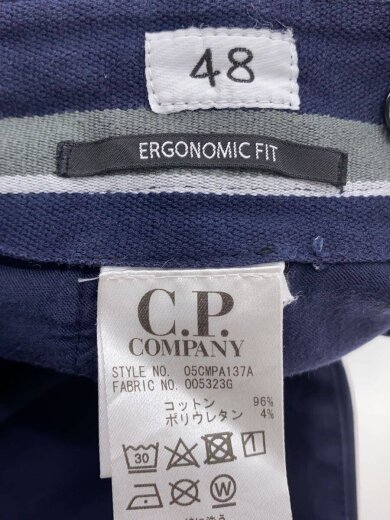 48
ERGONOMIC FIT
C.P.
COMPANY
STYLE NO. 05CMPA137A
FABRIC NO. 005323G
コットン 96%
ポリウレタン 4%
30
W